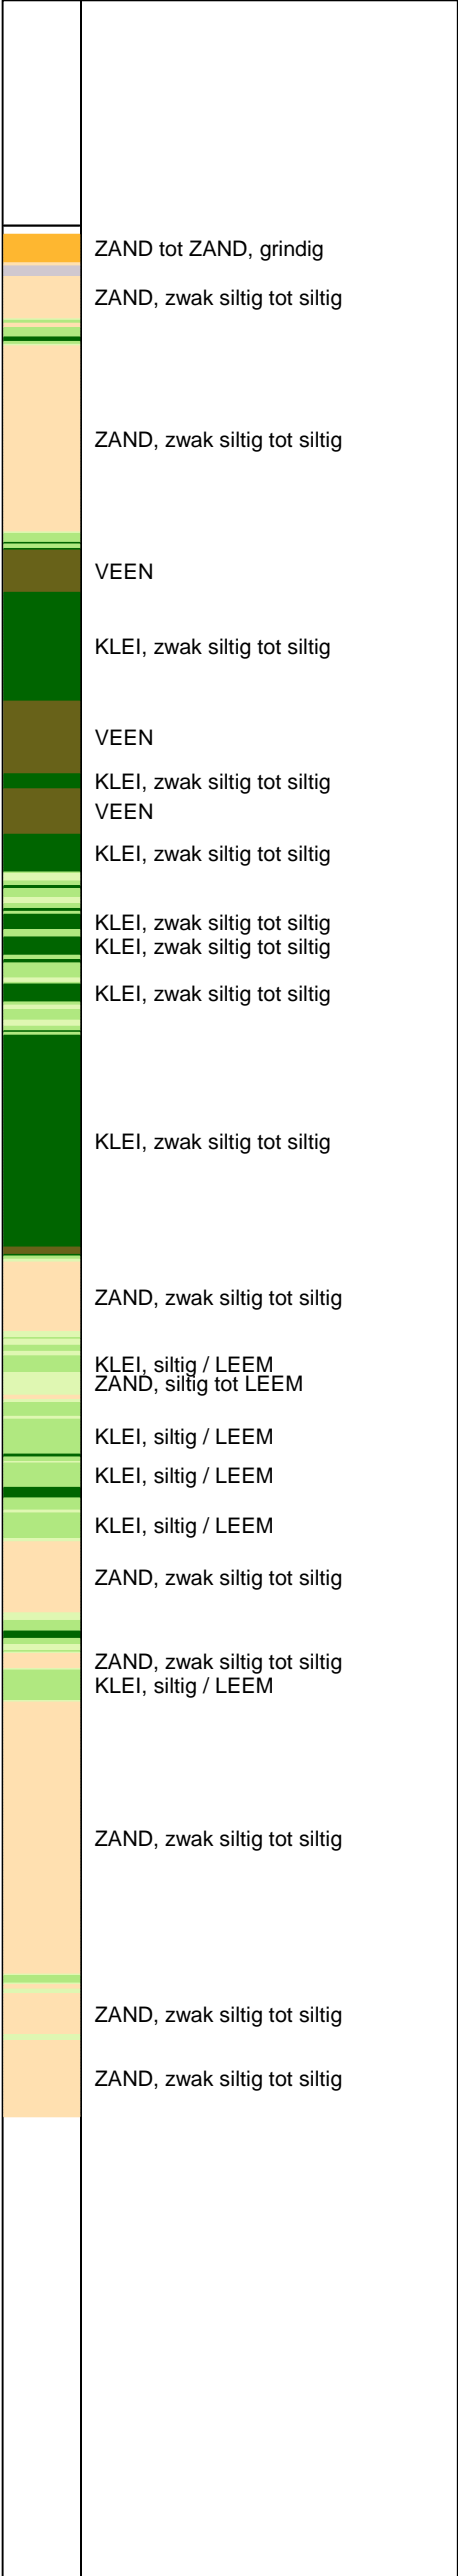 ZAND tot ZAND, grindig
ZAND, zwak siltig tot siltig
ZAND, zwak siltig tot siltig
VEEN
KLEI, zwak siltig tot siltig
VEEN
KLEI, zwak siltig tot siltig
VEEN
KLEI, zwak siltig tot siltig
KLEI, zwak siltig tot siltig
KLEI, zwak siltig tot siltig
KLEI, zwak siltig tot siltig
KLEI, zwak siltig tot siltig
ZAND, zwak siltig tot siltig
KLEI, siltig / LEEM
ZAND, siltig tot LEEM
KLEI, siltig / LEEM
KLEI, siltig / LEEM
KLEI, siltig / LEEM
ZAND, zwak siltig tot siltig
ZAND, zwak siltig tot siltig
KLEI, siltig / LEEM
ZAND, zwak siltig tot siltig
ZAND, zwak siltig tot siltig
ZAND, zwak siltig tot siltig